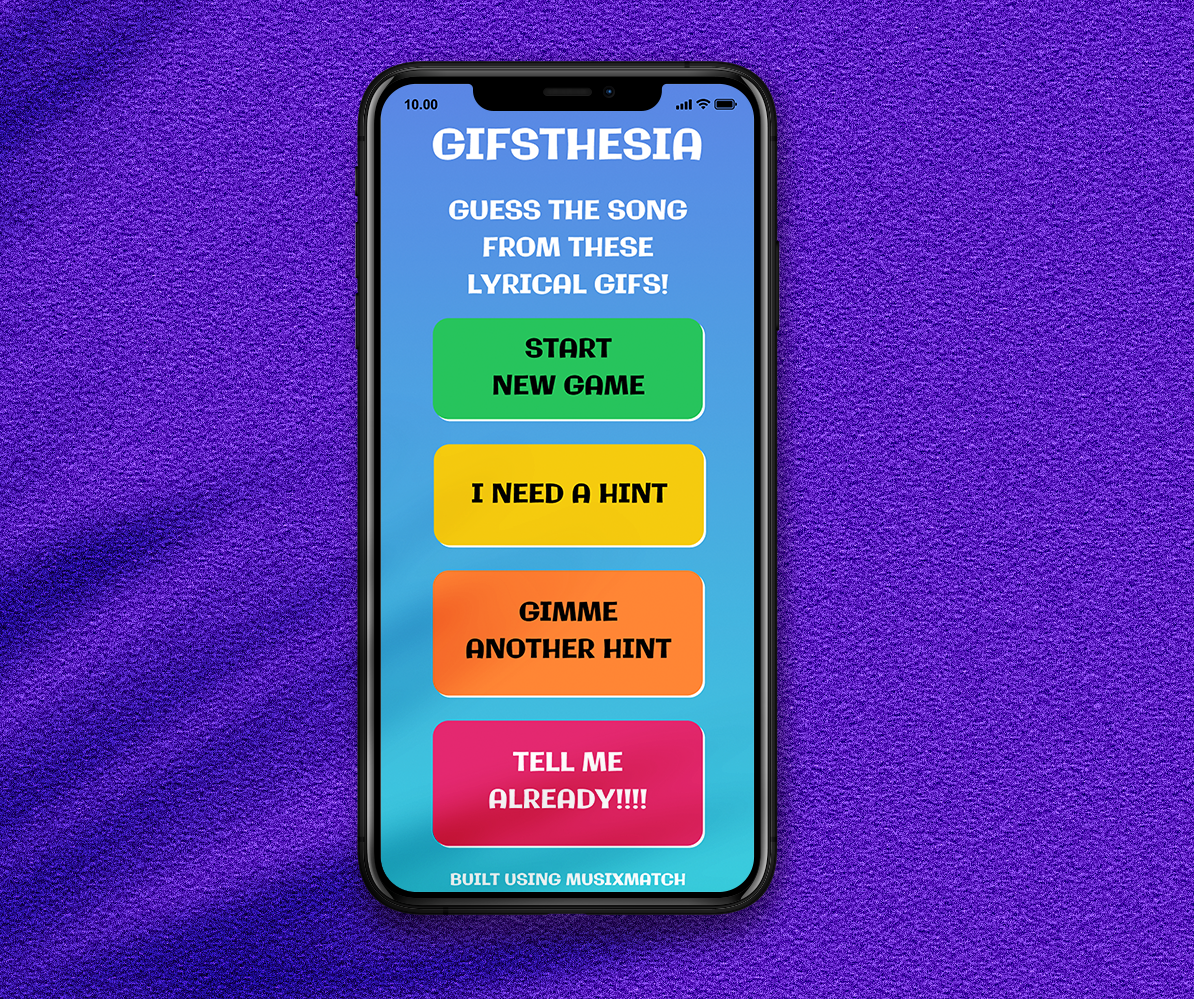 10.00
GIFSTHESIA
GUESS THE SONG
FROM THESE
LYRICAL GIFS!
START
NEW GAME
I NEED A HINT
GIMME
ANOTHER HINT
TELL ME
ALREADY!!!!
BUILT USING MUSIXMATCH